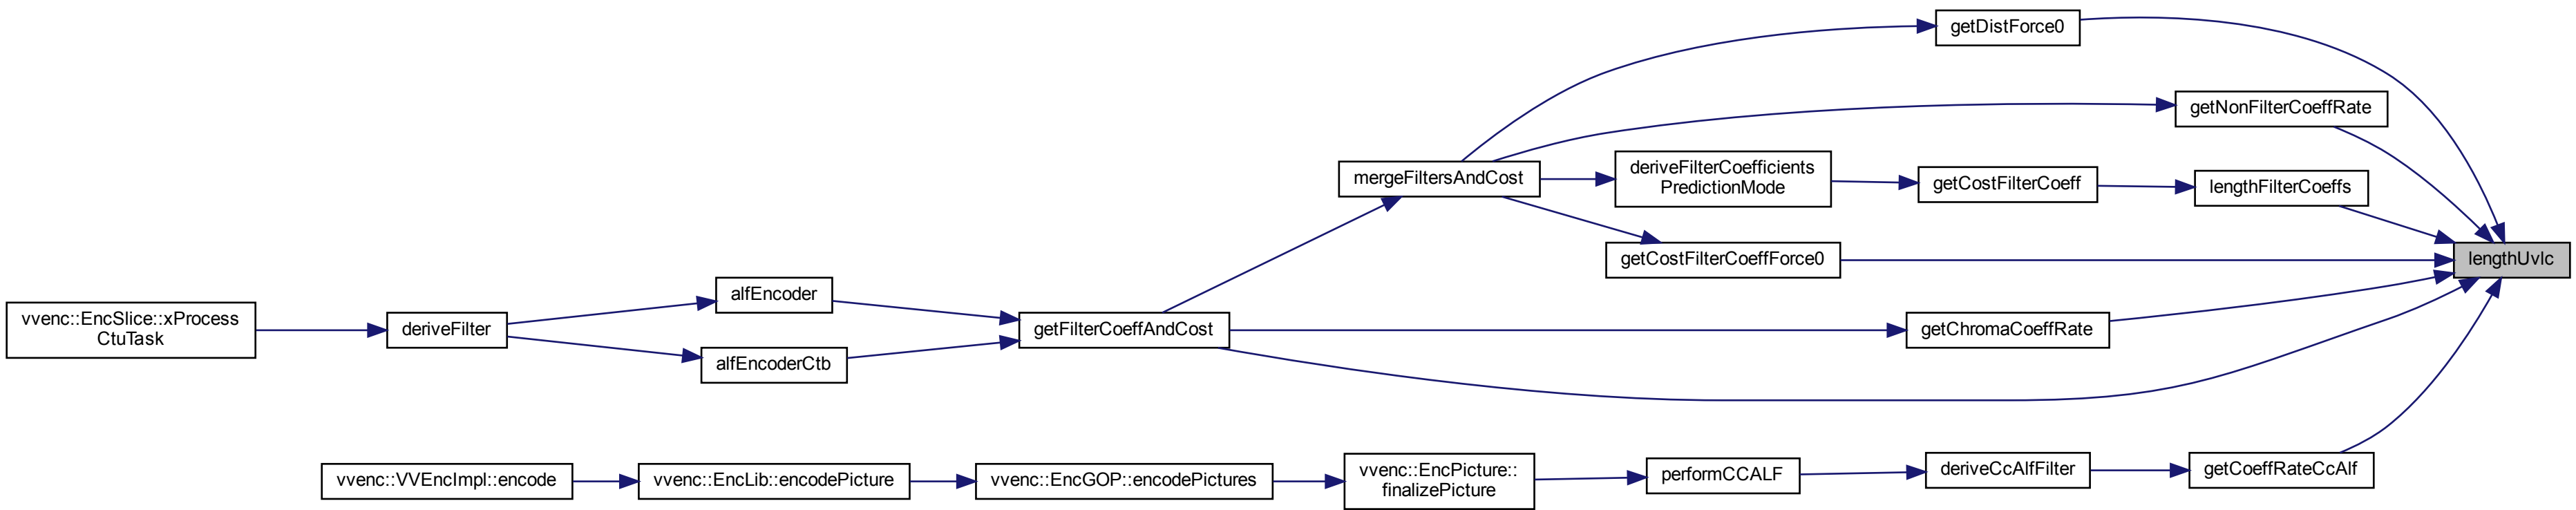 getDistForce0
getNonFilterCoeffRate
deriveFilterCoefficients
PredictionMode
mergeFiltersAndCost
getCostFilterCoeff
lengthFilterCoeffs
getCostFilterCoeffForce0
lengthUvlc
alfEncoder
vvenc::EncSlice::xProcess
CtuTask
deriveFilter
getFilterCoeffAndCost
getChromaCoeffRate
alfEncoderCtb
vvenc::VVEncImpl::encode
vvenc::EncLib::encodePicture
vvenc::EncGOP::encodePictures
vvenc::EncPicture::
finalizePicture
performCCALF
deriveCcAlfFilter
getCoeffRateCcAlf